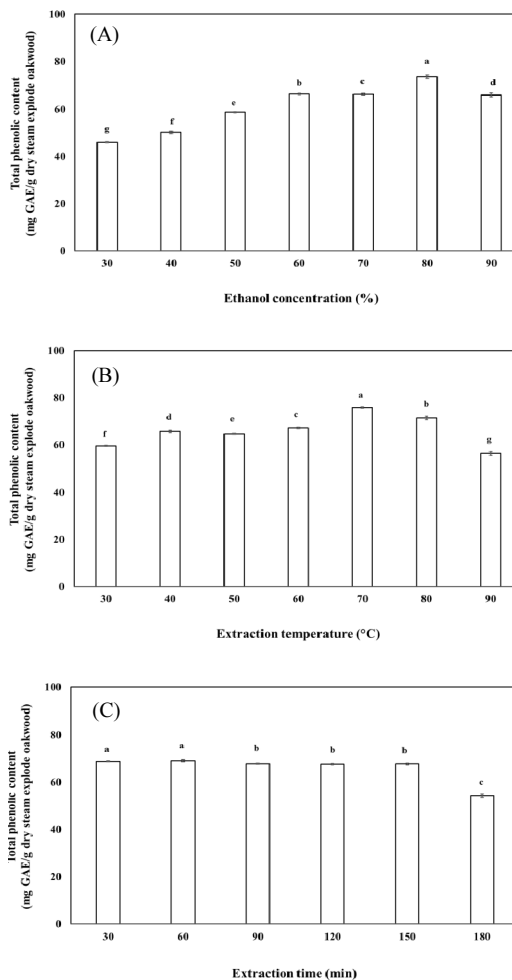 (A)
Total phenolic content
(mg GAE/g dry steam explode oakwood)
100
80
60
40
20
0
g
f
e
b
c
a
d
30 40 50 60 70 80 90
Ethanol concentration (%)
(B)
Total phenolic content
(mg GAE/g dry steam explode oakwood)
100
80
60
40
20
0
f
d
e
c
a
b
g
30 40 50 60 70 80 90
Extraction temperature (°C)
(C)
Total phenolic content
(mg GAE/g dry steam explode oakwood)
100
80
60
40
20
0
a
a
b
b
b
c
30 60 90 120 150 180
Extraction time (min)